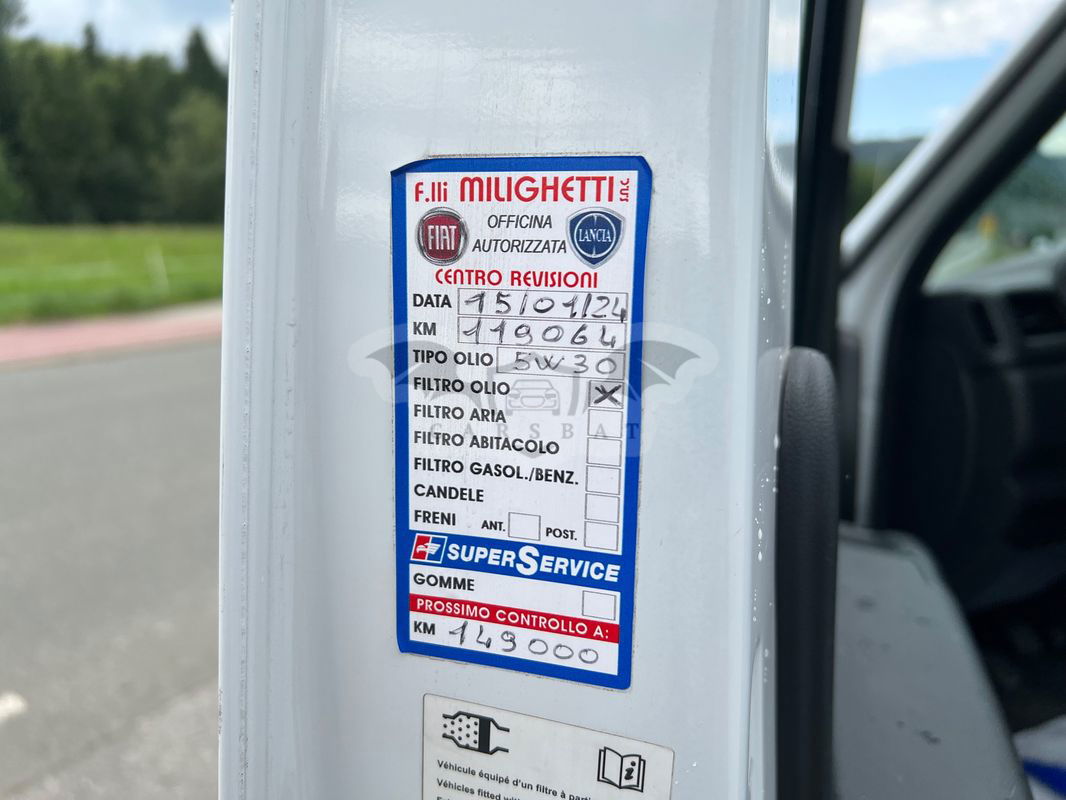 F.lli MILIGHETTI s.n.c.
FIAT OFFICINA AUTORIZZATA LANCIA
CENTRO REVISIONI
DATA 15/01/24
KM 119064
TIPO OLIO 5W30
FILTRO OLIO X
FILTRO ARIA
CARSBAT
FILTRO ABITACOLO
FILTRO GASOL./BENZ.
CANDELE
FRENI ANT. POST.
SUPERSERVICE
GOMME
PROSSIMO CONTROLLO A:
KM 149000
Véhicule équipé d'un filtre à
Vehicles fitted